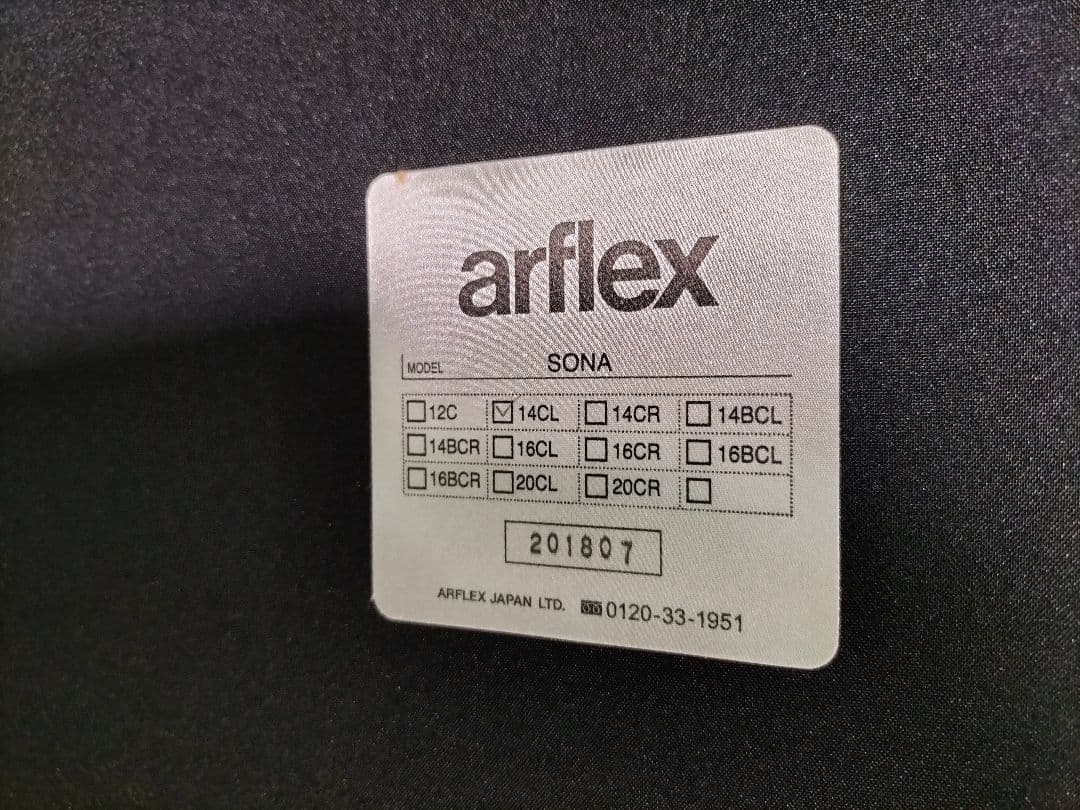 arflex
MODEL SONA
☐12C ☑14CL ☐14CR ☐14BCL
☐14BCR ☐16CL ☐16CR ☐16BCL
☐16BCR ☐20CL ☐20CR ☐
201807
ARFLEX JAPAN LTD. 0120-33-1951